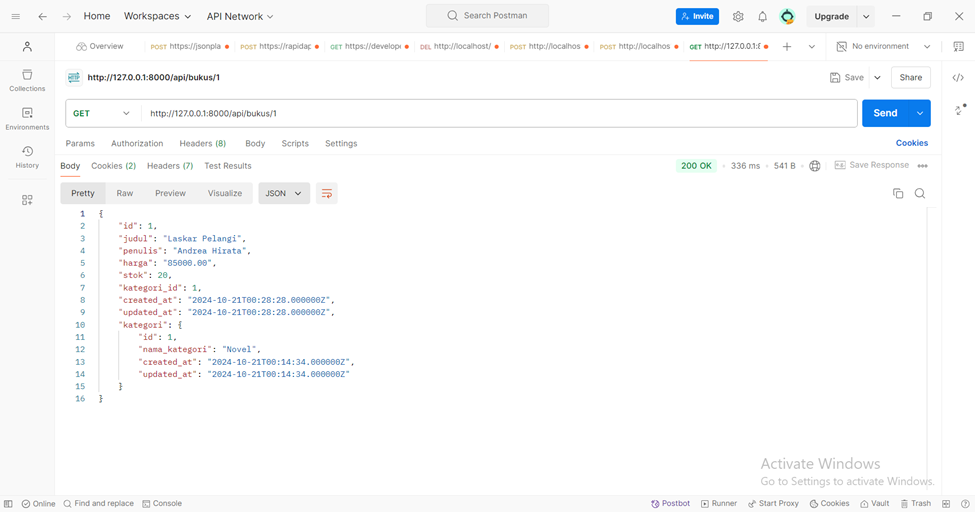 Home Workspaces API Network Search Postman Invite Upgrade
Overview POST https://jsonpla POST https://rapidap GET https://develop DEL http://localhost/ POST http://localhos POST http://localhos GET http://127.0.0.1:8 No environment
HTTP http://127.0.0.1:8000/api/bukus/1 Save Share
GET http://127.0.0.1:8000/api/bukus/1 Send
Params Authorization Headers (8) Body Scripts Settings Cookies
Body Cookies (2) Headers (7) Test Results 200 OK 336 ms 541 B Save Response
Pretty Raw Preview Visualize JSON
Collections
Environments
History
1 {
2 "id": 1,
3 "judul": "Laskar Pelangi",
4 "penulis": "Andrea Hirata",
5 "harga": "85000.00",
6 "stok": 20,
7 "kategori_id": 1,
8 "created_at": "2024-10-21T00:28:28.000000Z",
9 "updated_at": "2024-10-21T00:28:28.000000Z",
10 "kategori": {
11 "id": 1,
12 "nama_kategori": "Novel",
13 "created_at": "2024-10-21T00:14:34.000000Z",
14 "updated_at": "2024-10-21T00:14:34.000000Z"
15 }
16 }
Activate Windows
Go to Settings to activate Windows.
Online Find and replace Console Postbot Runner Start Proxy Cookies Vault Trash